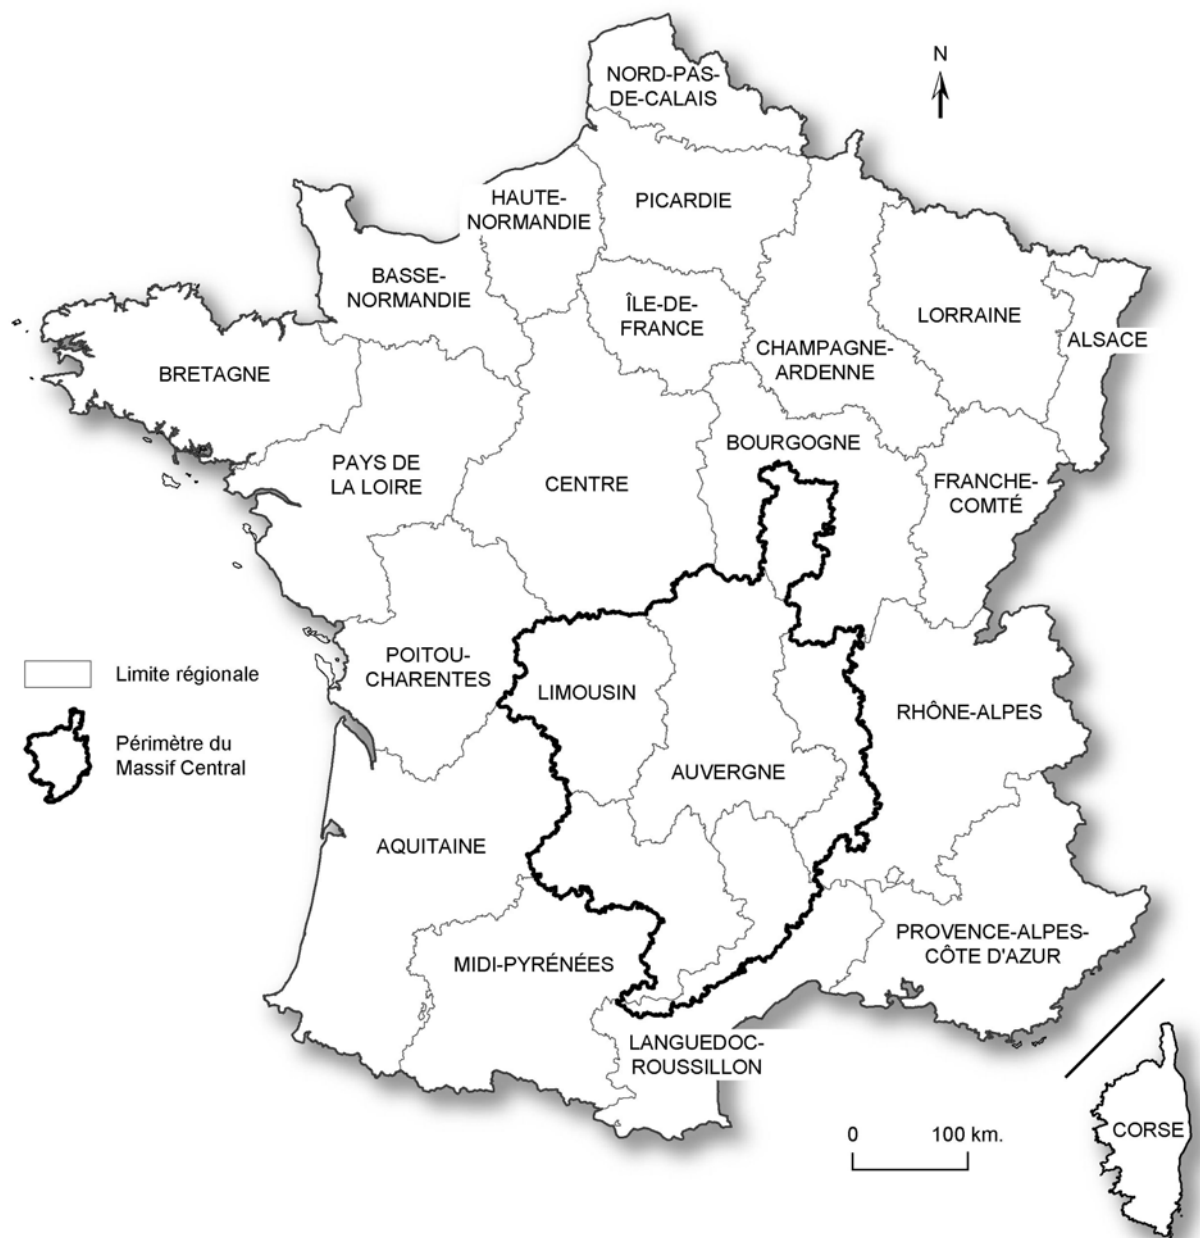 N
NORD-PAS-
DE-CALAIS
HAUTE-
NORMANDIE
PICARDIE
BASSE-
NORMANDIE
ÎLE-DE-
FRANCE
LORRAINE
ALSACE
CHAMPAGNE-
ARDENNE
BRETAGNE
BOURGOGNE
PAYS DE
LA LOIRE
CENTRE
FRANCHE-
COMTÉ
POITOU-
CHARENTES
LIMOUSIN
RHÔNE-ALPES
AUVERGNE
Limite régionale
Périmètre du
Massif Central
AQUITAINE
PROVENCE-ALPES-
CÔTE D'AZUR
MIDI-PYRÉNÉES
LANGUEDOC-
ROUSSILLON
CORSE
0 100 km.